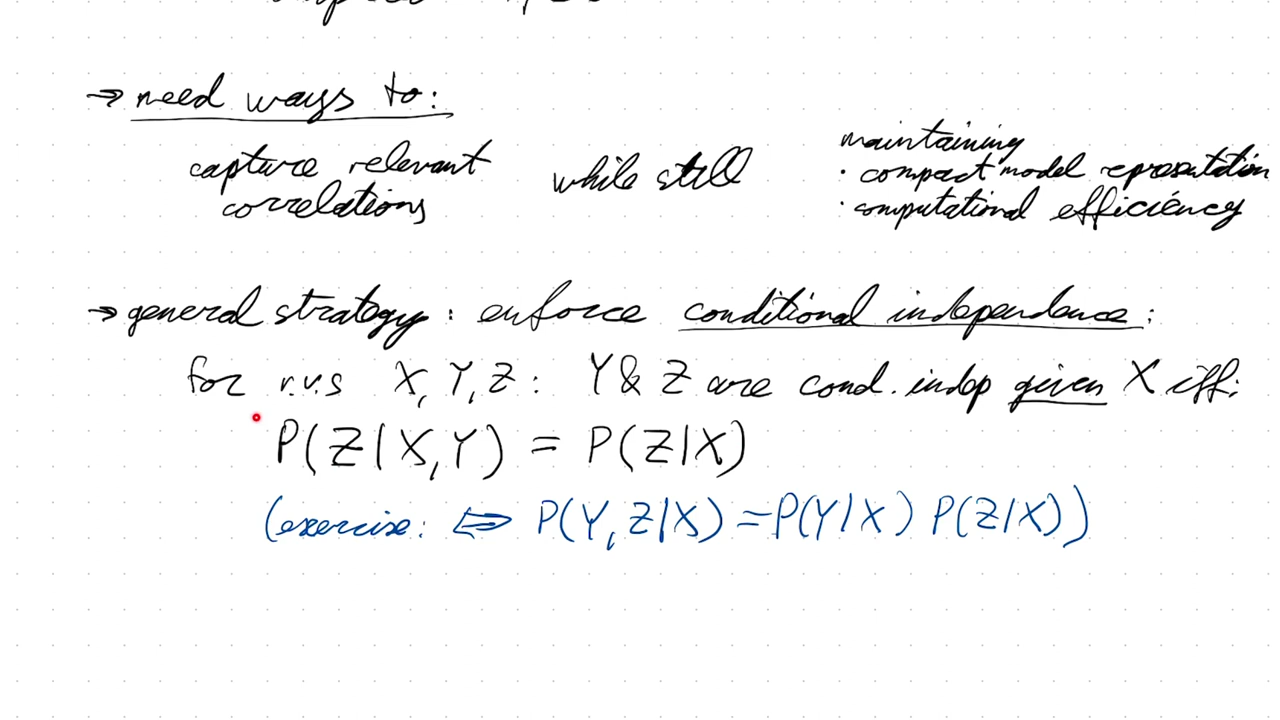 → need ways to:
capture relevant correlations while still maintaining
· compact model representation
· computational efficiency
→ general strategy: enforce conditional independence:
for r.v.s X, Y, Z: Y & Z are cond. indep given X iff:
P(Z|X,Y) = P(Z|X)
(exercise: ⇔ P(Y,Z|X) = P(Y|X) P(Z|X))